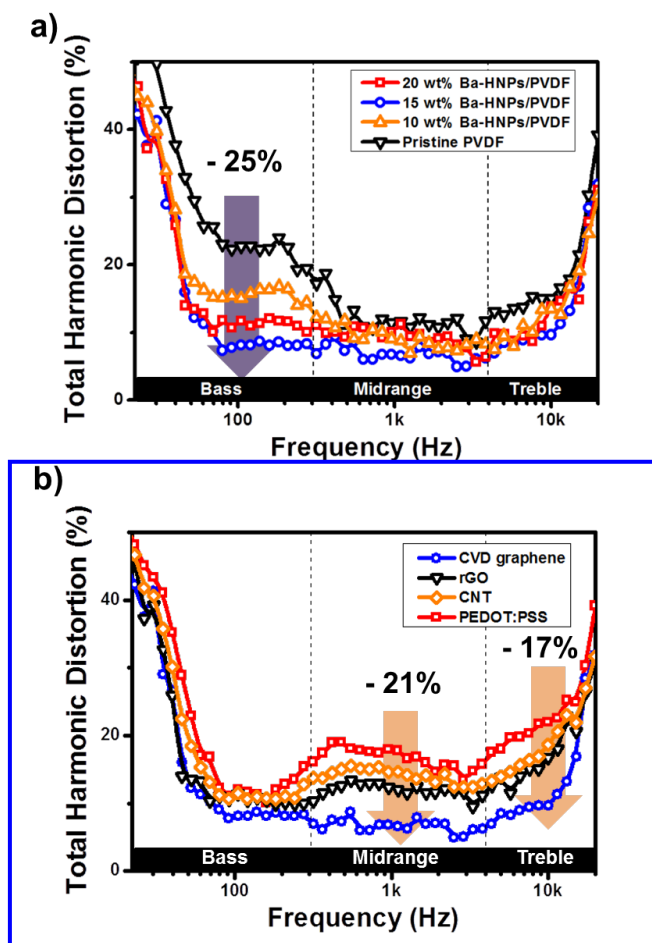 a)
Total Harmonic Distortion (%)
40
20
0
20 wt% Ba-HNPs/PVDF
15 wt% Ba-HNPs/PVDF
10 wt% Ba-HNPs/PVDF
Pristine PVDF
- 25%
Bass Midrange Treble
100 1k 10k
Frequency (Hz)
b)
Total Harmonic Distortion (%)
40
20
0
CVD graphene
rGO
CNT
PEDOT:PSS
- 17%
- 21%
Bass Midrange Treble
100 1k 10k
Frequency (Hz)